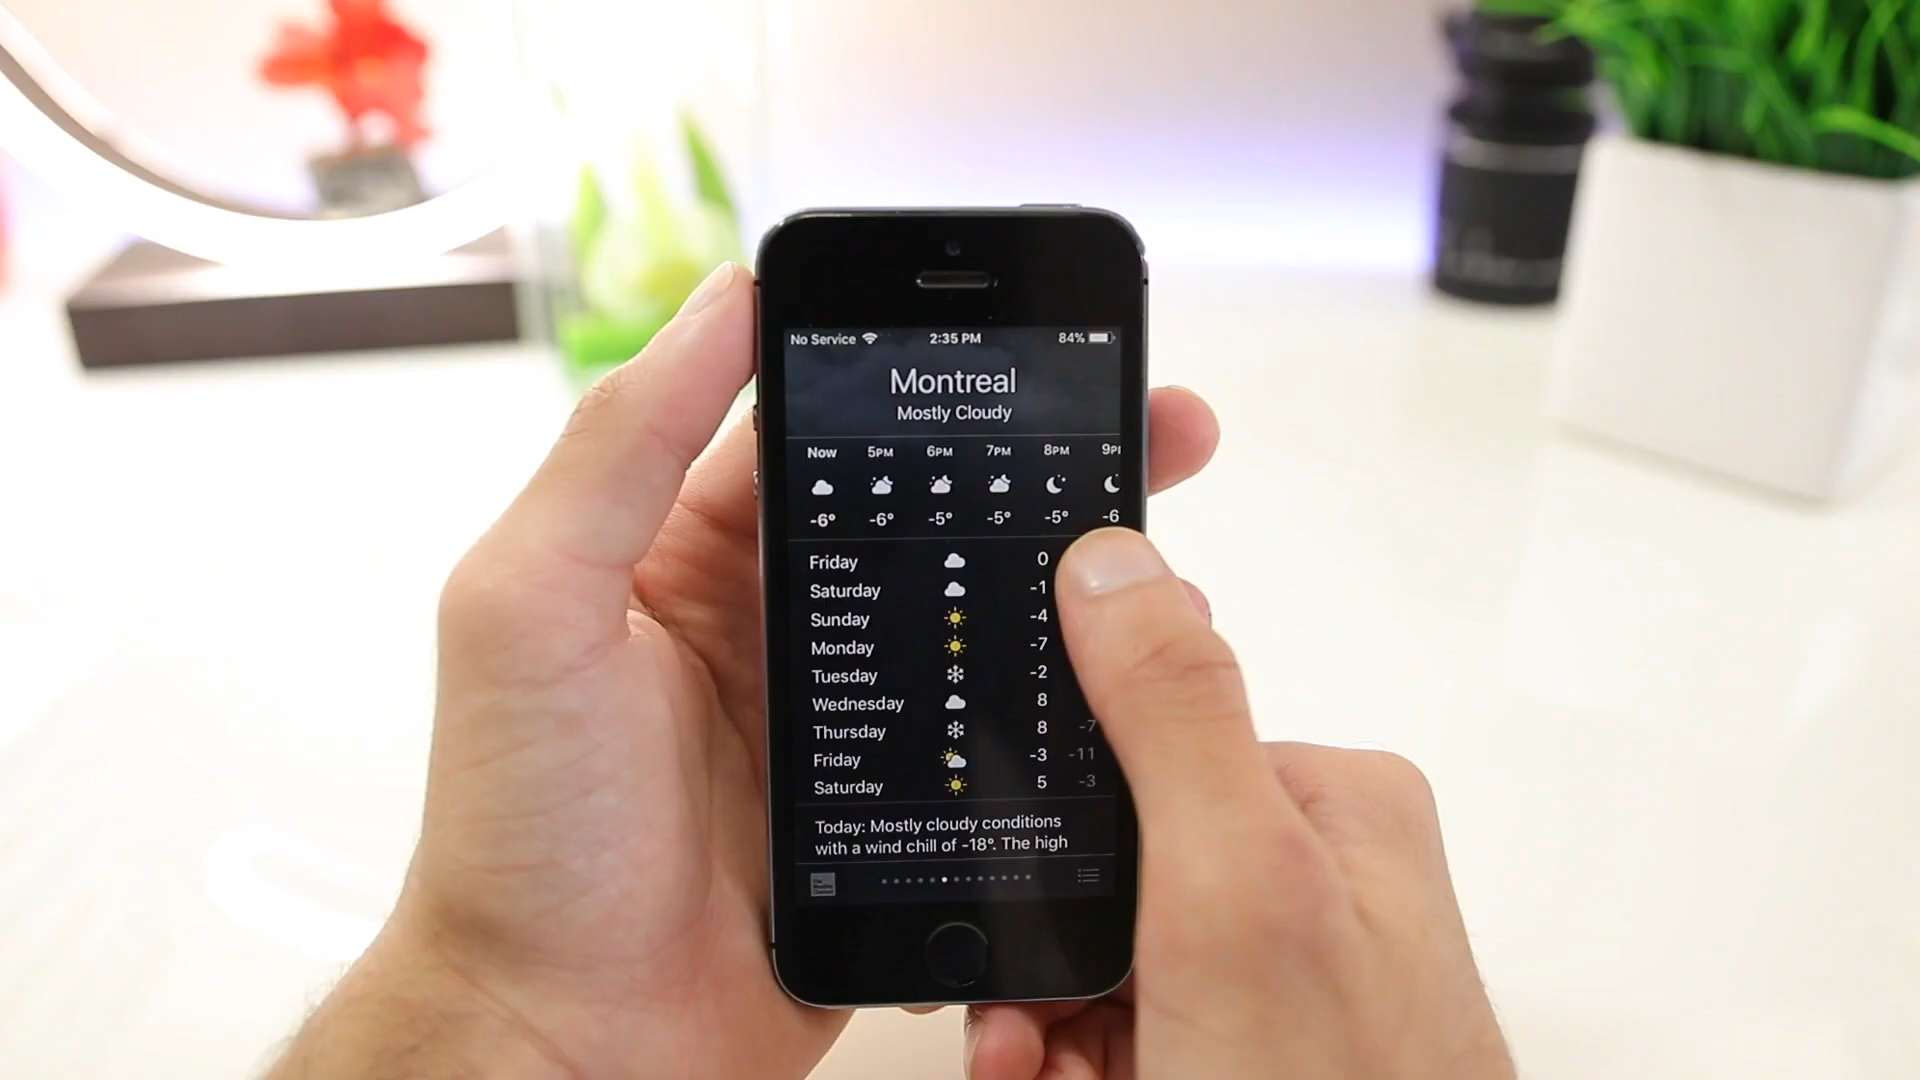 No Service 2:35 PM 84%
Montreal
Mostly Cloudy
Now 5PM 6PM 7PM 8PM
-6° -6° -5° -5° -5° -6
Friday 0
Saturday -1
Sunday -4
Monday -7
Tuesday -2
Wednesday 8
Thursday 8 -7
Friday -3 -11
Saturday 5 -3
Today: Mostly cloudy conditions
with a wind chill of -18°. The high